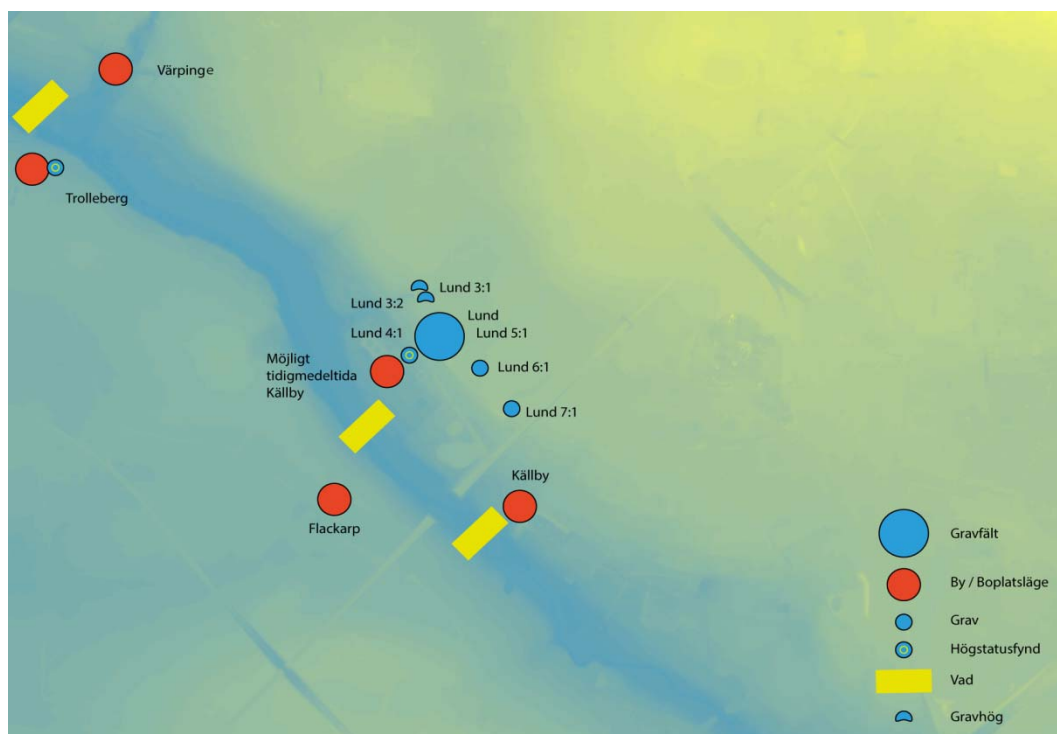 Värpinge
Trolleberg
Lund 3:1
Lund 3:2
Lund
Lund 4:1
Lund 5:1
Möjligt
tidigmedeltida
Källby
Lund 6:1
Lund 7:1
Källby
Flackarp
Gravfält
By / Boplatsläge
Grav
Högstatusfynd
Vad
Gravhög